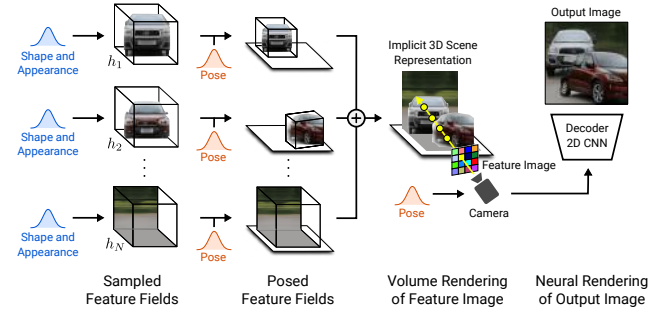 Output Image
Implicit 3D Scene
Representation
Shape and
Appearance
h1
Pose
Shape and
Appearance
h2
Pose
Decoder
2D CNN
Feature Image
Pose
Camera
Shape and
Appearance
hN
Pose
Sampled
Feature Fields
Posed
Feature Fields
Volume Rendering
of Feature Image
Neural Rendering
of Output Image